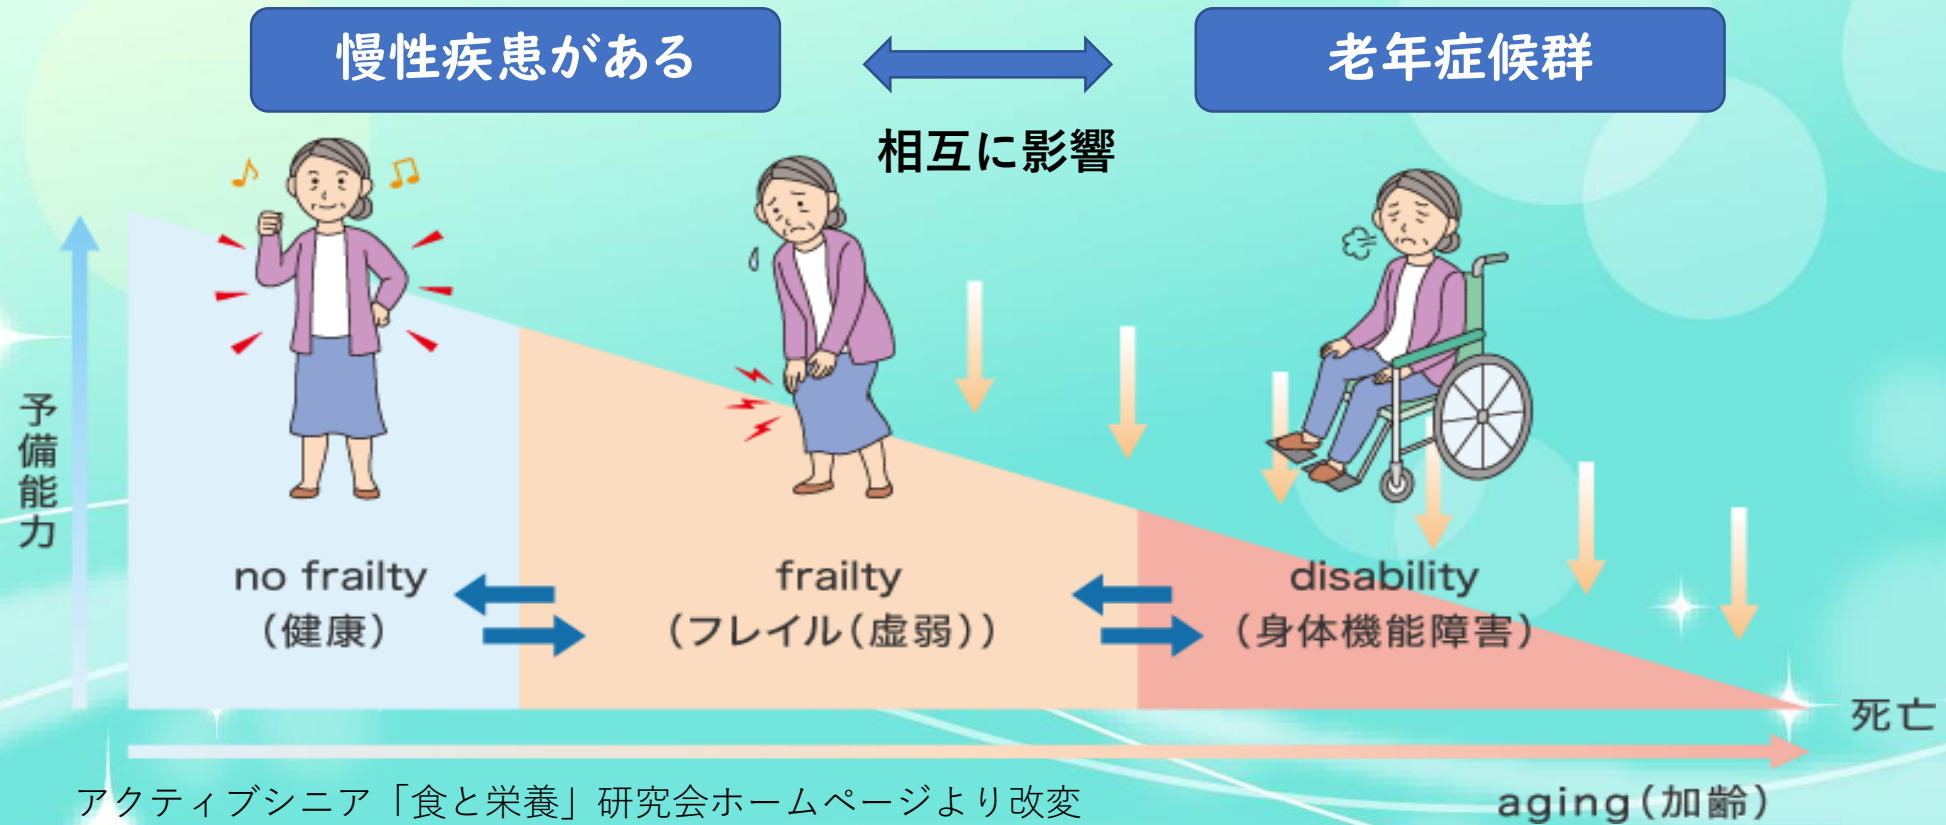 慢性疾患がある
老年症候群
相互に影響
予備能力
no frailty
（健康）
frailty
（フレイル（虚弱））
disability
（身体機能障害）
死亡
aging（加齢）
アクティブシニア「食と栄養」研究会ホームページより改変